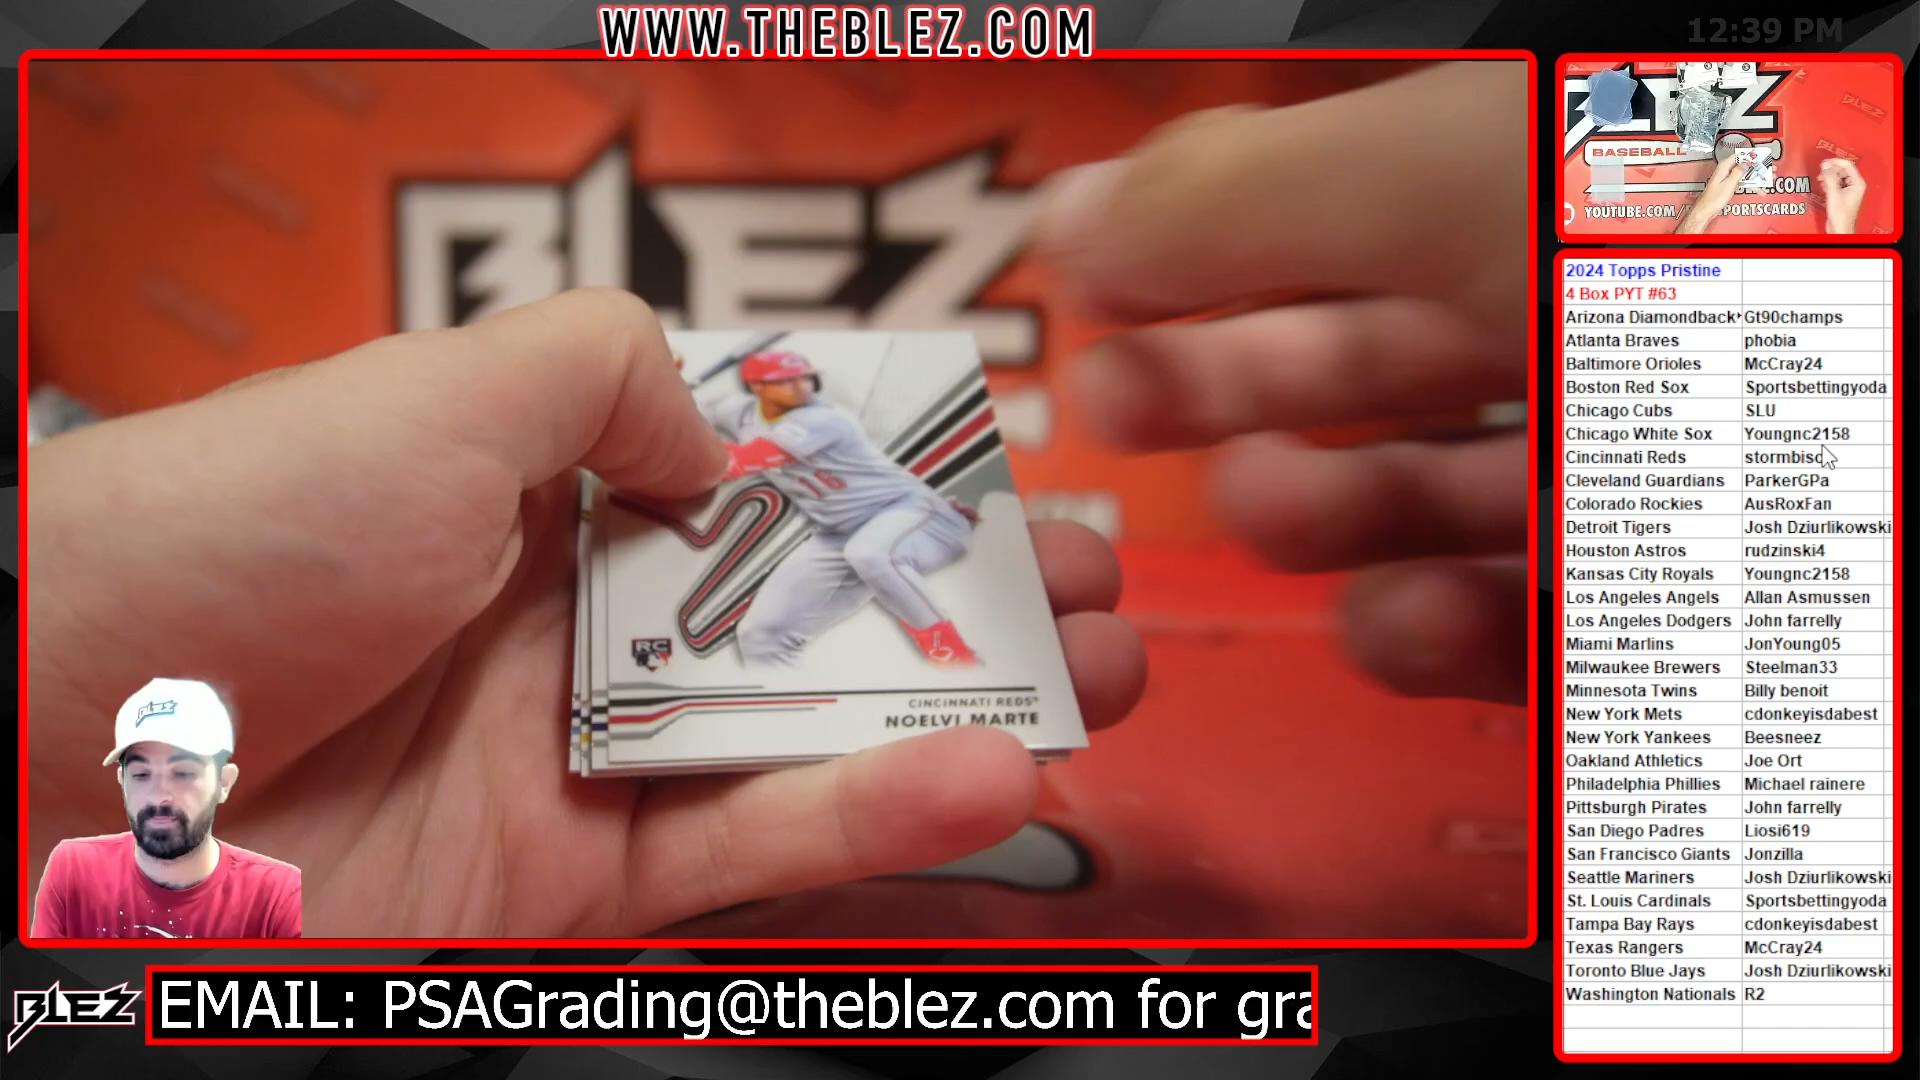 WWW.THEBLEZ.COM
12:39 PM
BLEZ
16
RC
CINCINNATI REDS
NOELVI MARTE
BLEZ
BASEBALL
YOUTUBE.COM/
PORTSCARDS
2024 Topps Pristine
4 Box PYT #63
Arizona Diamondback Gt90champs
Atlanta Braves phobia
Baltimore Orioles McCray24
Boston Red Sox Sportsbettingyoda
Chicago Cubs SLU
Chicago White Sox Youngnc2158
Cincinnati Reds stormbisc
Cleveland Guardians ParkerGPa
Colorado Rockies AusRoxFan
Detroit Tigers Josh Dziurlikowski
Houston Astros rudzinski4
Kansas City Royals Youngnc2158
Los Angeles Angels Allan Asmussen
Los Angeles Dodgers John farrelly
Miami Marlins JonYoung05
Milwaukee Brewers Steelman33
Minnesota Twins Billy benoit
New York Mets cdonkeyisdabest
New York Yankees Beesneez
Oakland Athletics Joe Ort
Philadelphia Phillies Michael rainere
Pittsburgh Pirates John farrelly
San Diego Padres Liosi619
San Francisco Giants Jonzilla
Seattle Mariners Josh Dziurlikowski
St. Louis Cardinals Sportsbettingyoda
Tampa Bay Rays cdonkeyisdabest
Texas Rangers McCray24
Toronto Blue Jays Josh Dziurlikowski
Washington Nationals R2
BLEZ
EMAIL: PSAGrading@theblez.com for gra